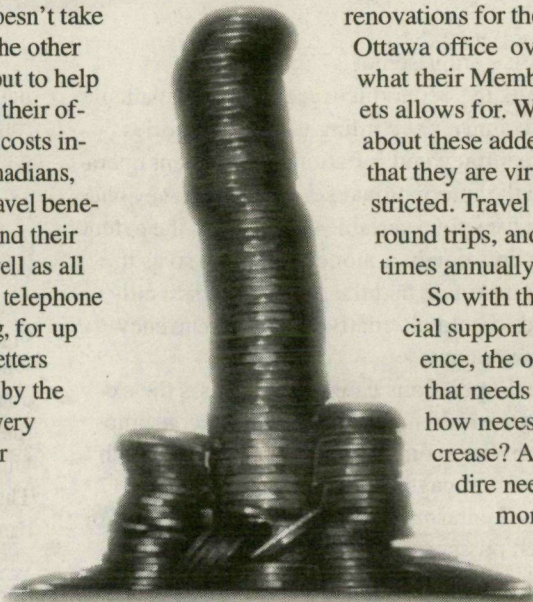 oesn't take
he other
out to help
their of-
costs in-
nadians,
avel bene-
nd their
ell as all
telephone
g, for up
etters
by the
very
r
renovations for the
Ottawa office ov
what their Memb
ets allows for. W
about these adde
that they are vir
stricted. Travel
round trips, and
times annually
So with th
cial support
ence, the o
that needs
how neces
crease? A
dire nee
mor